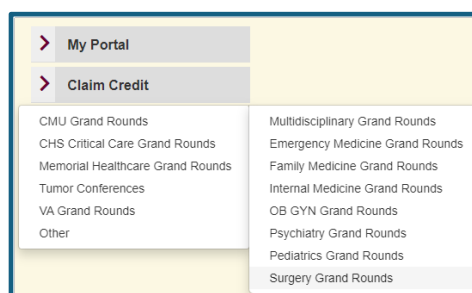 My Portal
Claim Credit
CMU Grand Rounds
CHS Critical Care Grand Rounds
Memorial Healthcare Grand Rounds
Tumor Conferences
VA Grand Rounds
Other
Multidisciplinary Grand Rounds
Emergency Medicine Grand Rounds
Family Medicine Grand Rounds
Internal Medicine Grand Rounds
OB GYN Grand Rounds
Psychiatry Grand Rounds
Pediatrics Grand Rounds
Surgery Grand Rounds